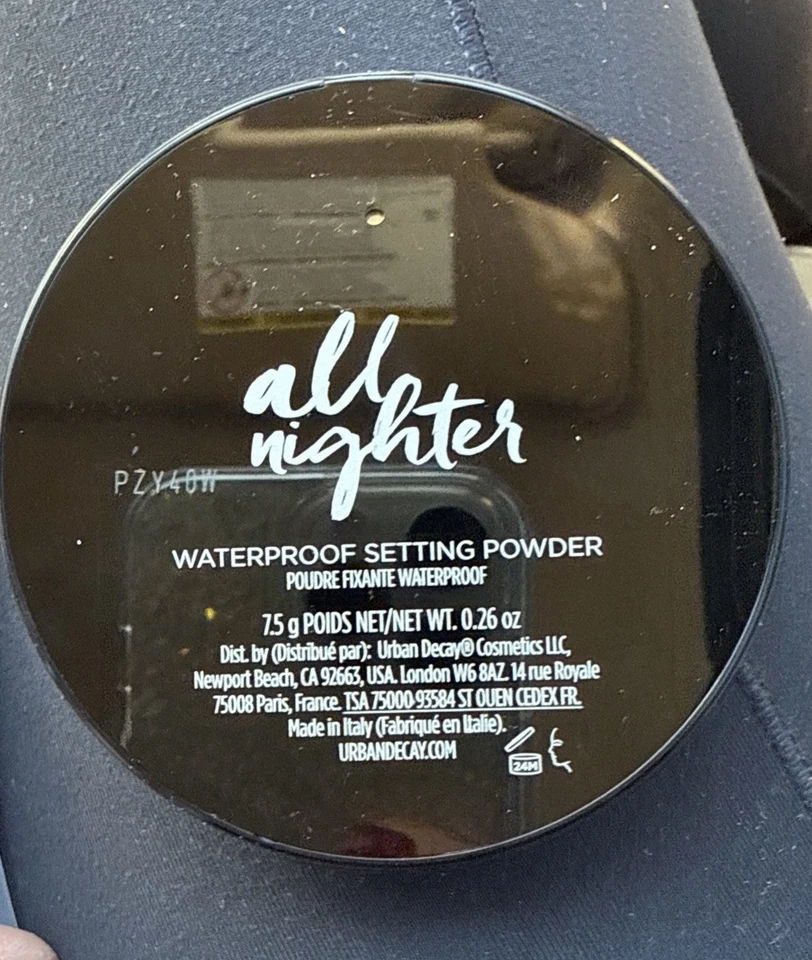 all
nighter
PZY40W
WATERPROOF SETTING POWDER
POUDRE FIXANTE WATERPROOF
7.5 g POIDS NET/NET WT. 0.26 oz
Dist. by (Distribué par): Urban Decay® Cosmetics LLC,
Newport Beach, CA 92663, USA. London W6 8AZ. 14 rue Royale
75008 Paris, France. TSA 75000-93584 ST OUEN CEDEX FR.
Made in Italy (Fabriqué en Italie).
URBANDECAY.COM
24M